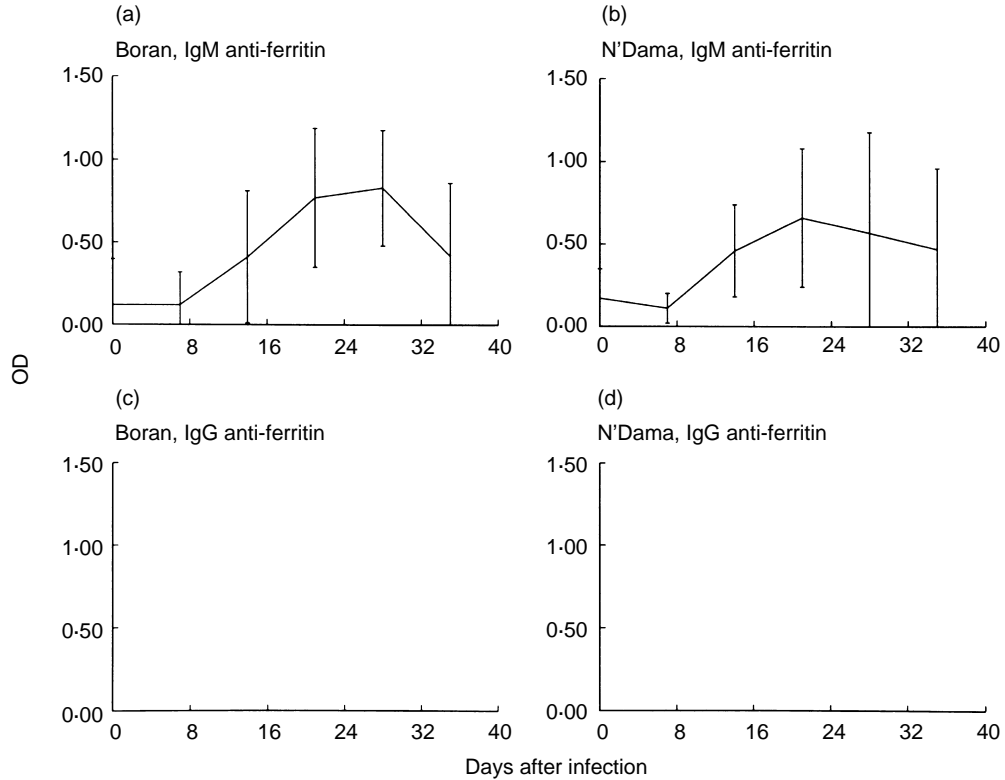 (a)
Boran, IgM anti-ferritin
1·50
1·00
0·50
0·00
0 8 16 24 32 40
(b)
N'Dama, IgM anti-ferritin
1·50
1·00
0·50
0·00
0 8 16 24 32 40
OD
(c)
Boran, IgG anti-ferritin
1·50
1·00
0·50
0·00
0 8 16 24 32 40
(d)
N'Dama, IgG anti-ferritin
1·50
1·00
0·50
0·00
0 8 16 24 32 40
Days after infection